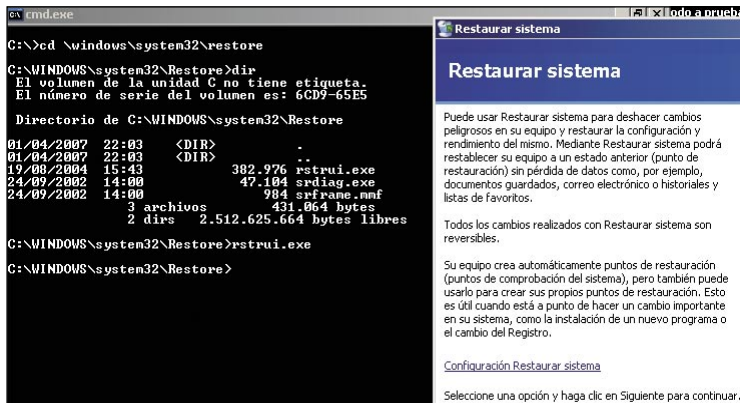 cmd.exe
odo a prueba
C:\>cd \windows\system32\restore
C:\WINDOWS\system32\Restore>dir
El volumen de la unidad C no tiene etiqueta.
El número de serie del volumen es: 6CD9-65E5
Directorio de C:\WINDOWS\system32\Restore
01/04/2007 22:03 <DIR> .
01/04/2007 22:03 <DIR> ..
19/08/2004 15:43 382.976 rstrui.exe
24/09/2002 14:00 47.104 srdiag.exe
24/09/2002 14:00 984 srframe.mmf
3 archivos 431.064 bytes
2 dirs 2.512.625.664 bytes libres
C:\WINDOWS\system32\Restore>rstrui.exe
C:\WINDOWS\system32\Restore>
Restaurar sistema
Restaurar sistema
Puede usar Restaurar sistema para deshacer cambios
peligrosos en su equipo y restaurar la configuración y
rendimiento del mismo. Mediante Restaurar sistema podrá
restablecer su equipo a un estado anterior (punto de
restauración) sin pérdida de datos como, por ejemplo,
documentos guardados, correo electrónico o historiales y
listas de favoritos.
Todos los cambios realizados con Restaurar sistema son
reversibles.
Su equipo crea automáticamente puntos de restauración
(puntos de comprobación del sistema), pero también puede
usarlo para crear sus propios puntos de restauración. Esto
es útil cuando está a punto de hacer un cambio importante
en su sistema, como la instalación de un nuevo programa o
el cambio del Registro.
Configuración Restaurar sistema
Seleccione una opción y haga clic en Siguiente para continuar.